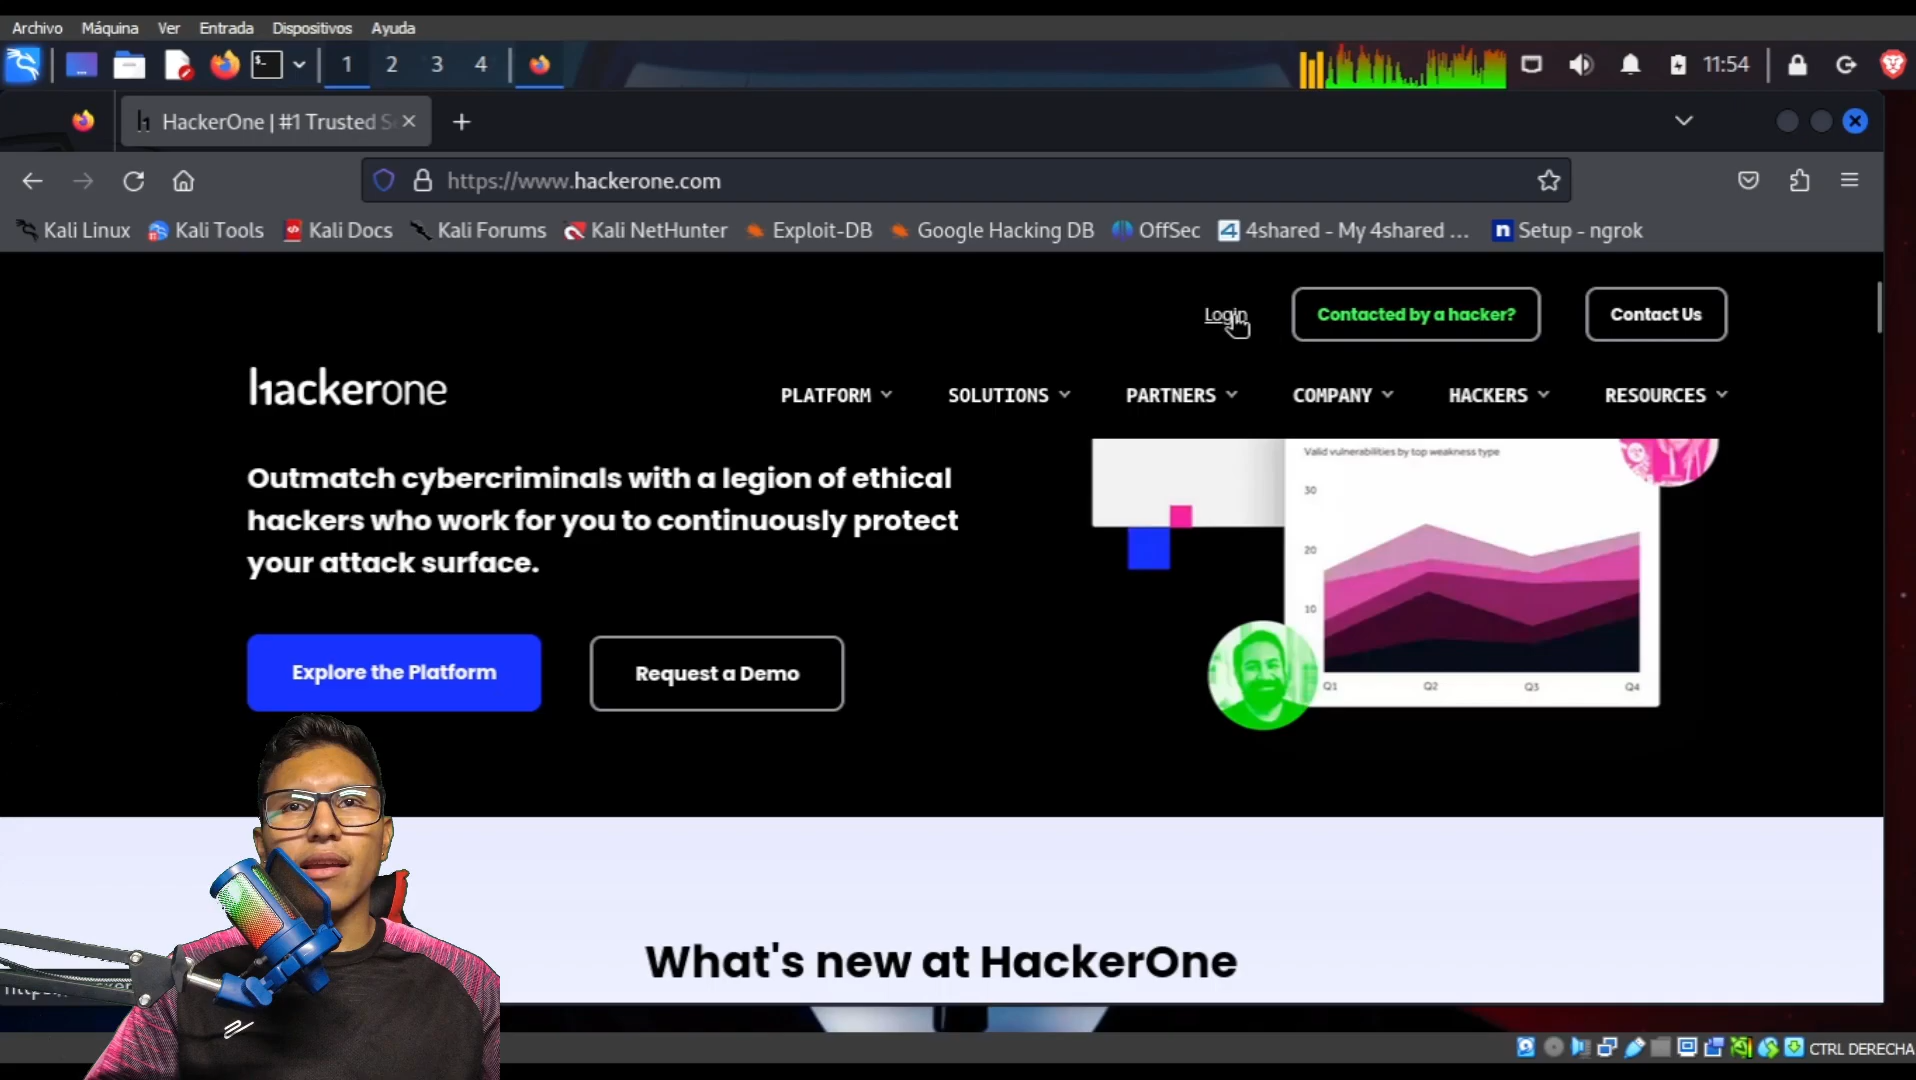 Archivo Máquina Ver Entrada Dispositivos Ayuda
1 2 3 4 11:54
HackerOne | #1 Trusted S
https://www.hackerone.com
Kali Linux Kali Tools Kali Docs Kali Forums Kali NetHunter Exploit-DB Google Hacking DB OffSec 4shared - My 4shared ... Setup - ngrok
Login Contacted by a hacker? Contact Us
hackerone PLATFORM SOLUTIONS PARTNERS COMPANY HACKERS RESOURCES
Valid vulnerabilities by top weakness type
30
20
10
Q1 Q2 Q3 Q4
Outmatch cybercriminals with a legion of ethical
hackers who work for you to continuously protect
your attack surface.
Explore the Platform Request a Demo
What's new at HackerOne
CTRL DERECHA